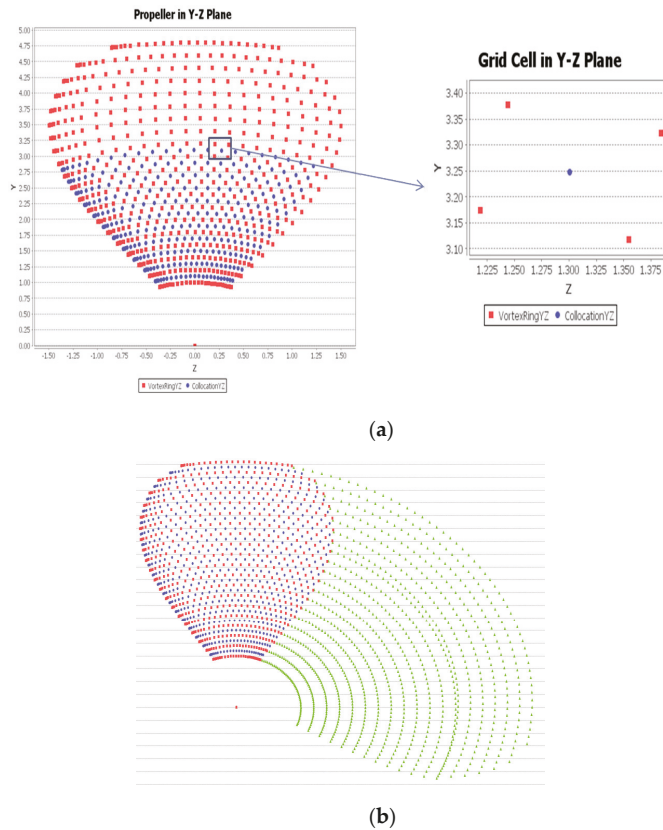 Propeller in Y-Z Plane
5.00
4.75
4.50
4.25
4.00
3.75
3.50
3.25
3.00
2.75
2.50
2.25
2.00
1.75
1.50
1.25
1.00
0.75
0.50
0.25
0.00
Y
-1.50 -1.25 -1.00 -0.75 -0.50 -0.25 0.00 0.25 0.50 0.75 1.00 1.25 1.50
Z
VortexRingYZ CollocationYZ
Grid Cell in Y-Z Plane
3.40
3.35
3.30
3.25
3.20
3.15
3.10
Y
1.225 1.250 1.275 1.300 1.325 1.350 1.375
Z
VortexRingYZ CollocationYZ
(a)
(b)